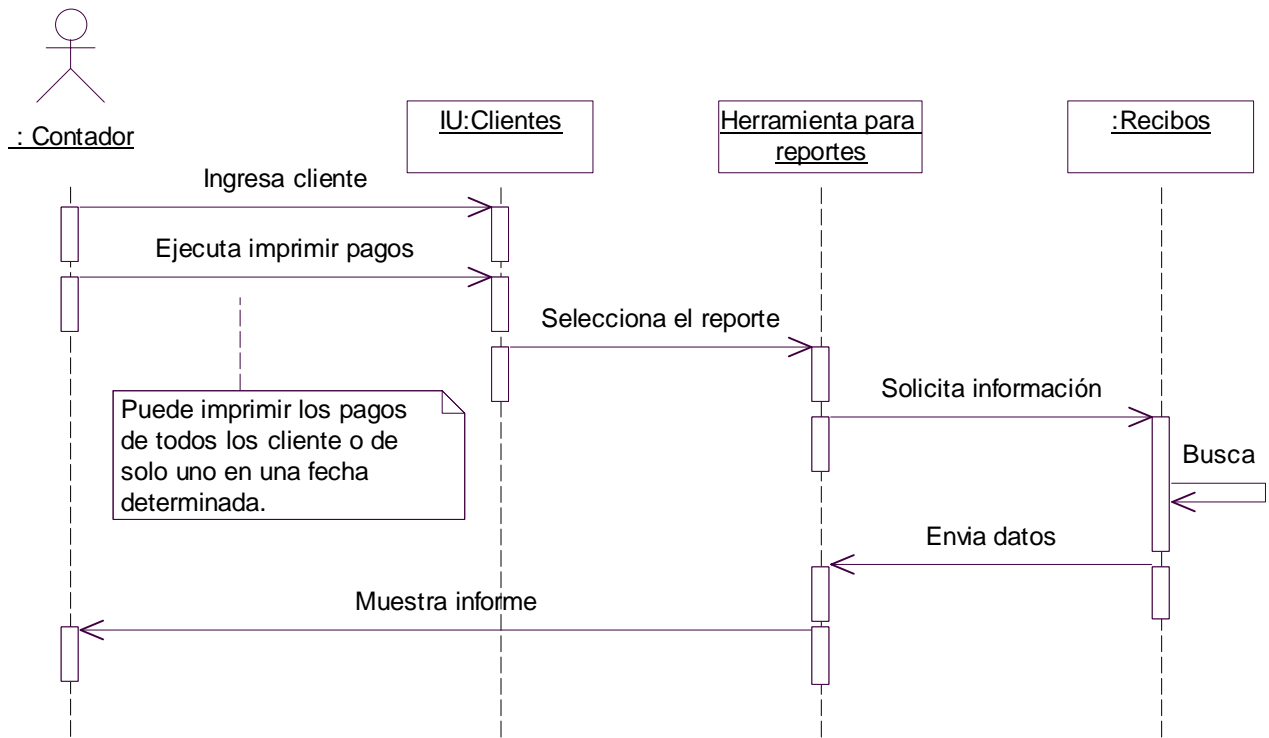 : Contador
IU:Clientes
Herramienta para
reportes
:Recibos
Ingresa cliente
Ejecuta imprimir pagos
Selecciona el reporte
Puede imprimir los pagos
de todos los cliente o de
solo uno en una fecha
determinada.
Solicita información
Busca
Envia datos
Muestra informe